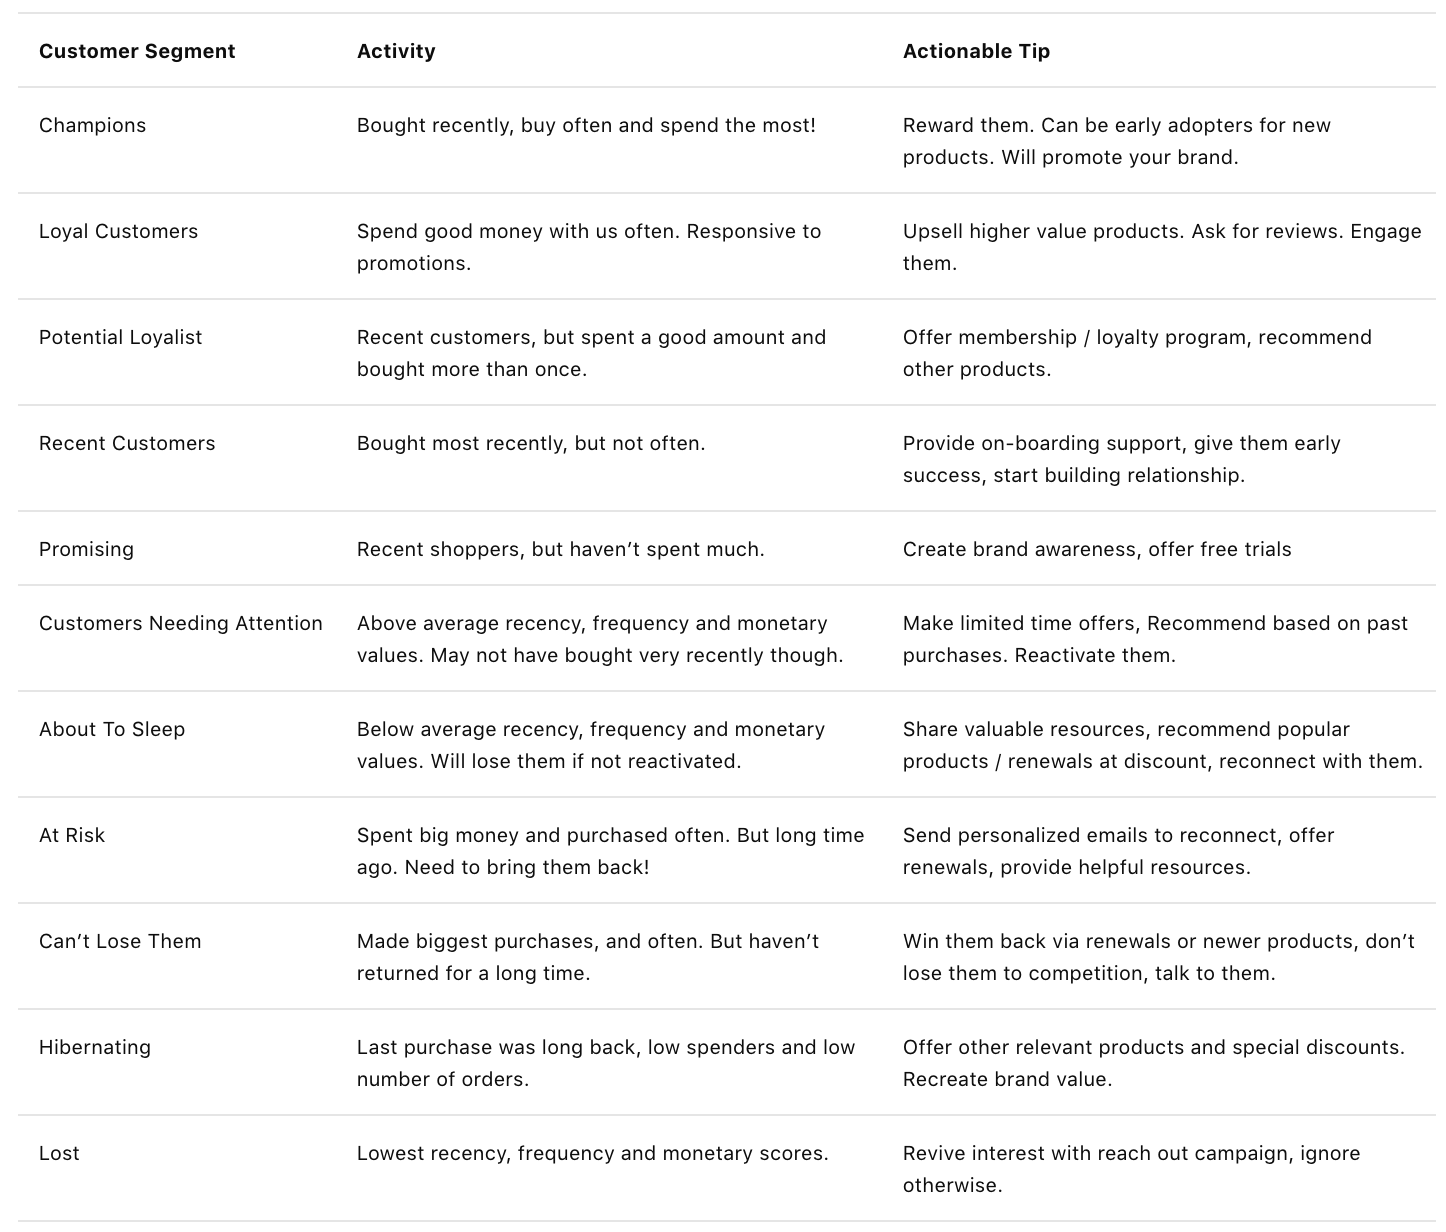 Customer Segment Activity Actionable Tip
Champions Bought recently, buy often and spend the most! Reward them. Can be early adopters for new
products. Will promote your brand.
Loyal Customers Spend good money with us often. Responsive to Upsell higher value products. Ask for reviews. Engage
promotions. them.
Potential Loyalist Recent customers, but spent a good amount and Offer membership / loyalty program, recommend
bought more than once. other products.
Recent Customers Bought most recently, but not often. Provide on-boarding support, give them early
success, start building relationship.
Promising Recent shoppers, but haven’t spent much. Create brand awareness, offer free trials
Customers Needing Attention Above average recency, frequency and monetary Make limited time offers, Recommend based on past
values. May not have bought very recently though. purchases. Reactivate them.
About To Sleep Below average recency, frequency and monetary Share valuable resources, recommend popular
values. Will lose them if not reactivated. products / renewals at discount, reconnect with them.
At Risk Spent big money and purchased often. But long time Send personalized emails to reconnect, offer
ago. Need to bring them back! renewals, provide helpful resources.
Can’t Lose Them Made biggest purchases, and often. But haven’t Win them back via renewals or newer products, don’t
returned for a long time. lose them to competition, talk to them.
Hibernating Last purchase was long back, low spenders and low Offer other relevant products and special discounts.
number of orders. Recreate brand value.
Lost Lowest recency, frequency and monetary scores. Revive interest with reach out campaign, ignore
otherwise.